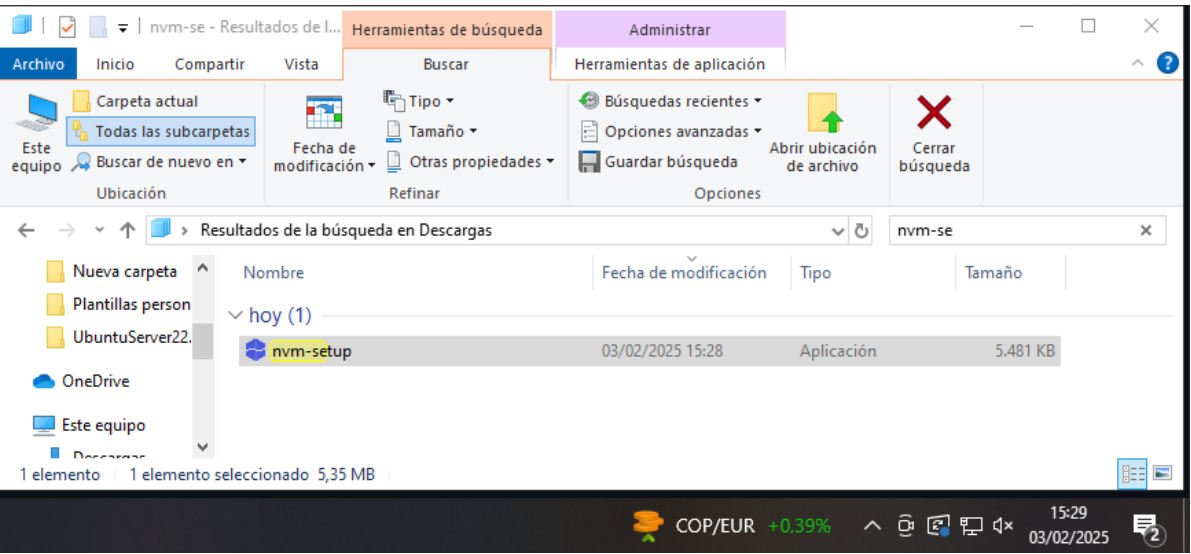 nvm-se - Resultados de l... Herramientas de búsqueda Administrar
Archivo Inicio Compartir Vista Buscar Herramientas de aplicación
Este equipo
Carpeta actual
Todas las subcarpetas
Buscar de nuevo en
Ubicación
Fecha de modificación
Tipo
Tamaño
Otras propiedades
Refinar
Búsquedas recientes
Opciones avanzadas
Guardar búsqueda
Abrir ubicación de archivo
Opciones
Cerrar búsqueda
Resultados de la búsqueda en Descargas nvm-se
Nueva carpeta
Plantillas person
UbuntuServer22.
OneDrive
Este equipo
Descargas
Nombre Fecha de modificación Tipo Tamaño
hoy (1)
nvm-setup 03/02/2025 15:28 Aplicación 5.481 KB
1 elemento 1 elemento seleccionado 5,35 MB
COP/EUR +0,39% 15:29
03/02/2025 2